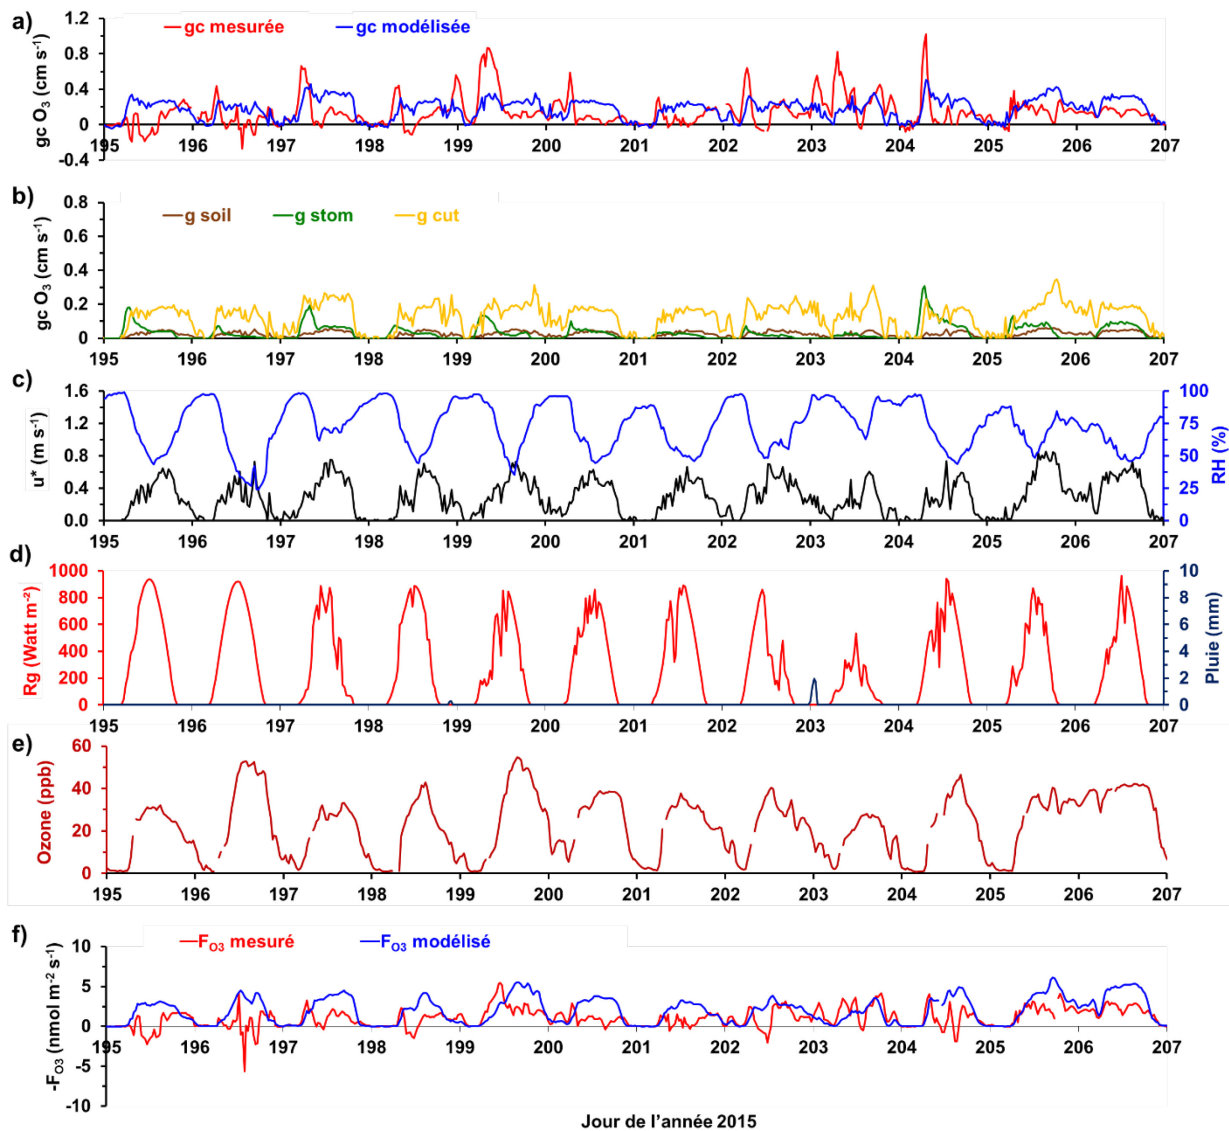 a)
gc mesurée gc modélisée
gc O3 (cm s-1)
1.2
0.8
0.4
0
-0.4
195 196 197 198 199 200 201 202 203 204 205 206 207
b)
g soil g stom g cut
gc O3 (cm s-1)
0.8
0.6
0.4
0.2
0
195 196 197 198 199 200 201 202 203 204 205 206 207
c)
u* (m s-1)
1.6
1.2
0.8
0.4
0.0
RH (%)
100
75
50
25
0
195 196 197 198 199 200 201 202 203 204 205 206 207
d)
Rg (Watt m-2)
1000
800
600
400
200
0
Pluie (mm)
10
8
6
4
2
0
195 196 197 198 199 200 201 202 203 204 205 206 207
e)
Ozone (ppb)
60
40
20
0
195 196 197 198 199 200 201 202 203 204 205 206 207
f)
FO3 mesuré FO3 modélisé
-FO3 (nmol m-2 s-1)
10
5
0
-5
-10
195 196 197 198 199 200 201 202 203 204 205 206 207
Jour de l'année 2015